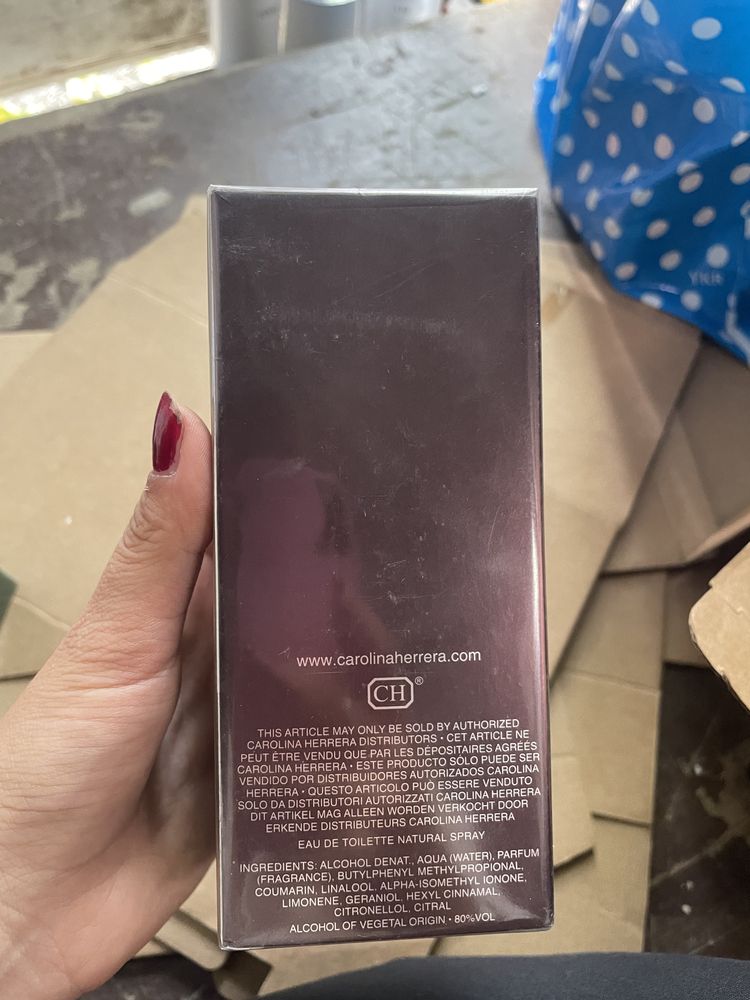 www.carolinaherrera.com
CH®
THIS ARTICLE MAY ONLY BE SOLD BY AUTHORIZED
CAROLINA HERRERA DISTRIBUTORS • CET ARTICLE NE
PEUT ÊTRE VENDU QUE PAR LES DÉPOSITAIRES AGRÉÉS
CAROLINA HERRERA • ESTE PRODUCTO SÓLO PUEDE SER
VENDIDO POR DISTRIBUIDORES AUTORIZADOS CAROLINA
HERRERA • QUESTO ARTICOLO PUÒ ESSERE VENDUTO
SOLO DA DISTRIBUTORI AUTORIZZATI CAROLINA HERRERA
DIT ARTIKEL MAG ALLEEN WORDEN VERKOCHT DOOR
ERKENDE DISTRIBUTEURS CAROLINA HERRERA
EAU DE TOILETTE NATURAL SPRAY
INGREDIENTS: ALCOHOL DENAT., AQUA (WATER), PARFUM
(FRAGRANCE), BUTYLPHENYL METHYLPROPIONAL,
COUMARIN, LINALOOL, ALPHA-ISOMETHYL IONONE,
LIMONENE, GERANIOL, HEXYL CINNAMAL,
CITRONELLOL, CITRAL
ALCOHOL OF VEGETAL ORIGIN • 80%VOL